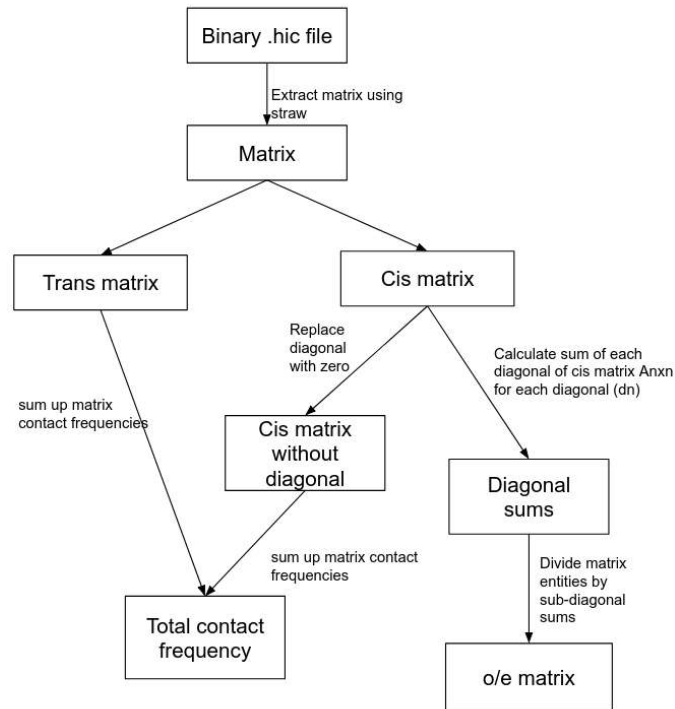 Binary .hic file
Extract matrix using
straw
Matrix
Trans matrix
Cis matrix
Replace
diagonal
with zero
Calculate sum of each
diagonal of cis matrix Anxn
for each diagonal (dn)
sum up matrix
contact frequencies
Cis matrix
without
diagonal
Diagonal
sums
sum up matrix contact
frequencies
Divide matrix
entities by
sub-diagonal
sums
Total contact
frequency
o/e matrix